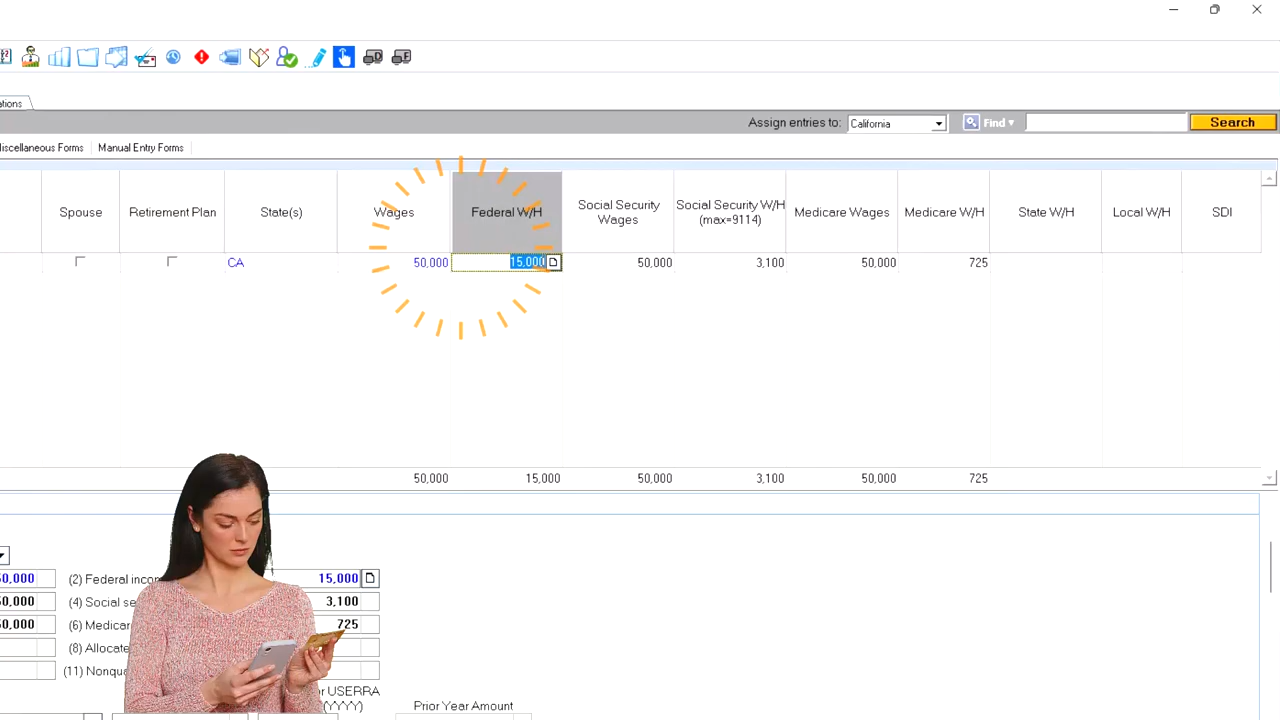 ations
Assign entries to: California Find Search
iscellaneous Forms Manual Entry Forms
Spouse Retirement Plan State(s) Wages Federal W/H Social Security Wages Social Security W/H (max=9114) Medicare Wages Medicare W/H State W/H Local W/H SDI
CA 50,000 15,000 50,000 3,100 50,000 725
50,000 15,000 50,000 3,100 50,000 725
0,000 (2) Federal incom 15,000
0,000 (4) Social se 3,100
0,000 (6) Medicar 725
(8) Allocate
(11) Nonqua
or USERRA
(YYYY) Prior Year Amount